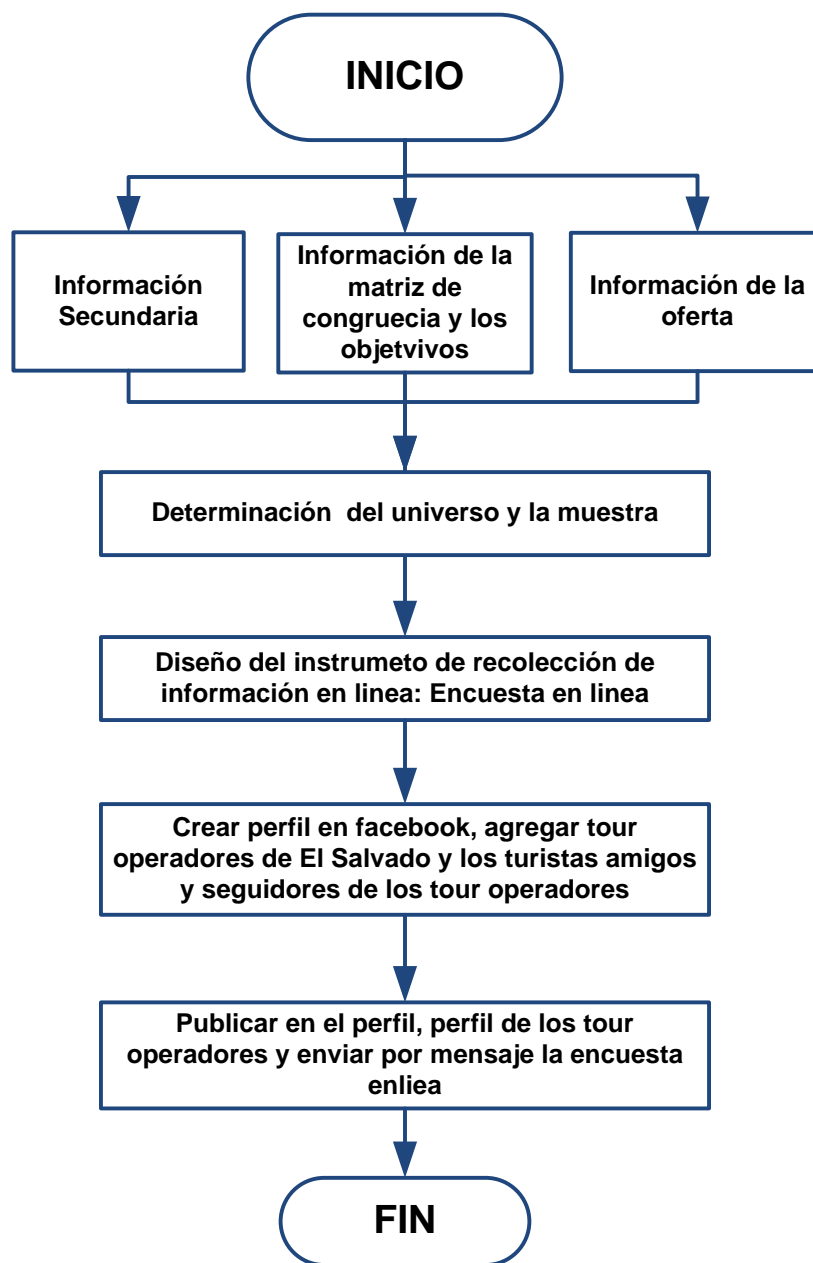 INICIO
Información
Secundaria
Información de la
matriz de
congruecia y los
objetvivos
Información de la
oferta
Determinación  del universo y la muestra
Diseño del instrumeto de recolección de
información en linea: Encuesta en linea
Crear perfil en facebook, agregar tour
operadores de El Salvado y los turistas amigos
y seguidores de los tour operadores
Publicar en el perfil, perfil de los tour
operadores y enviar por mensaje la encuesta
enliea
FIN